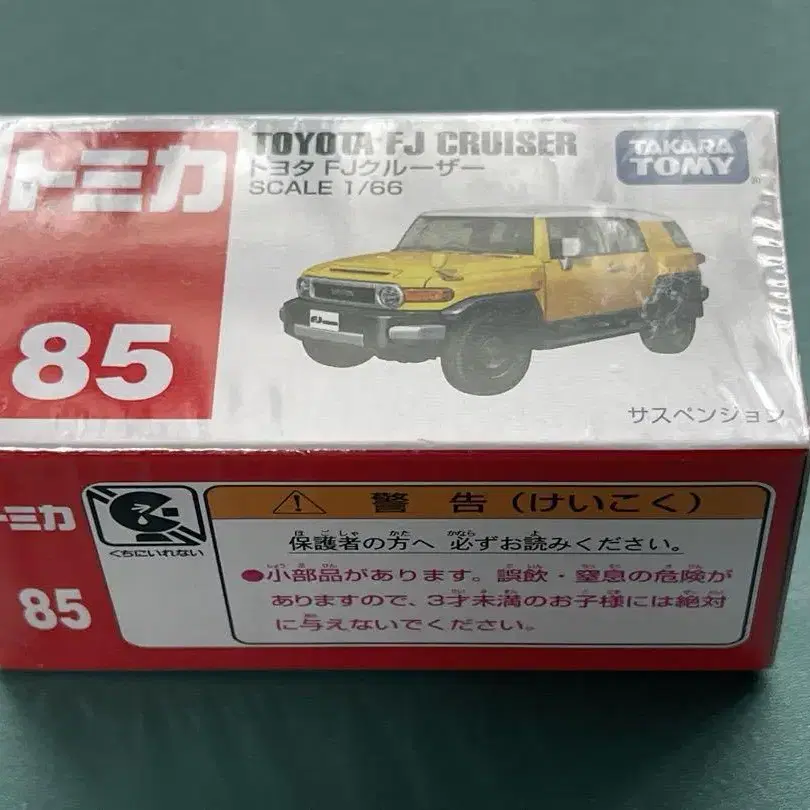 トミカ
85
TOYOTA FJ CRUISER
トヨタ FJクルーザー
SCALE 1/66
TAKARA
TOMY
サスペンション
トミカ
85
くちにいれない
警告(けいこく)
保護者の方へ 必ずお読みください。
●小部品があります。誤飲・窒息の危険が
ありますので、3才未満のお子様には絶対
に与えないでください。